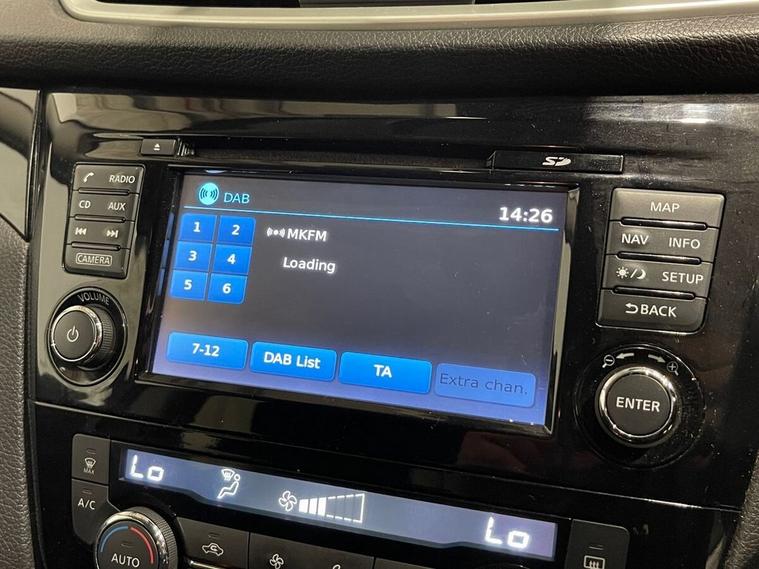 SD
RADIO
CD AUX
CAMERA
VOLUME
DAB
14:26
1 2
MKFM
3 4
Loading
5 6
7-12
DAB List
TA
Extra chan.
MAP
NAV INFO
SETUP
BACK
ENTER
MAX
A/C
AUTO
Lo
Lo